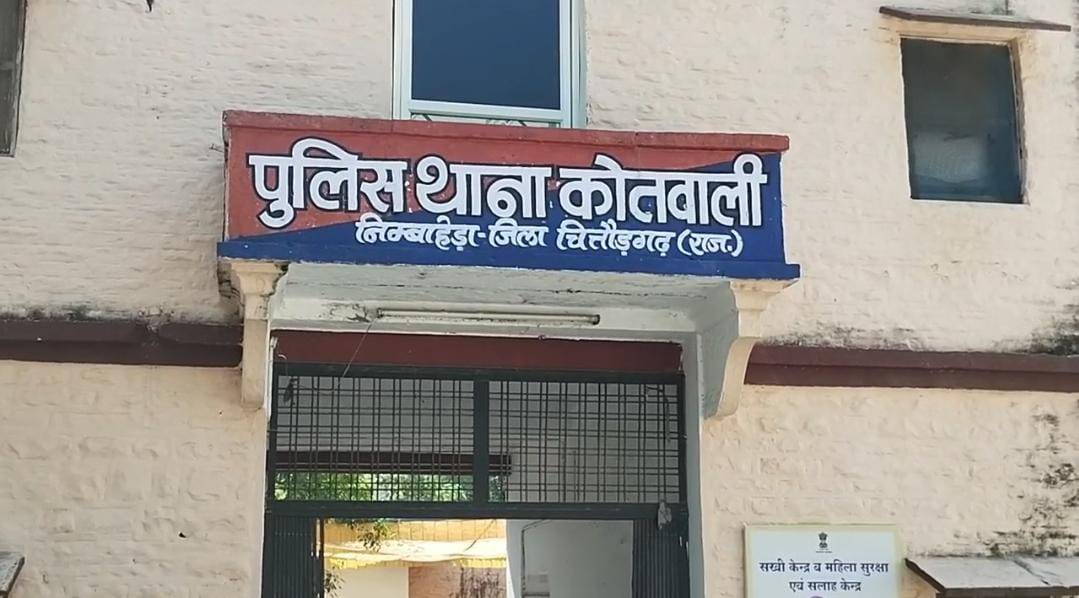 पुलिस थाना कोतवाली
निम्बाहेड़ा-जिला चित्तौड़गढ़ (राज.)
सखी केन्द्र व महिला सुरक्षा
एवं सलाह केन्द्र